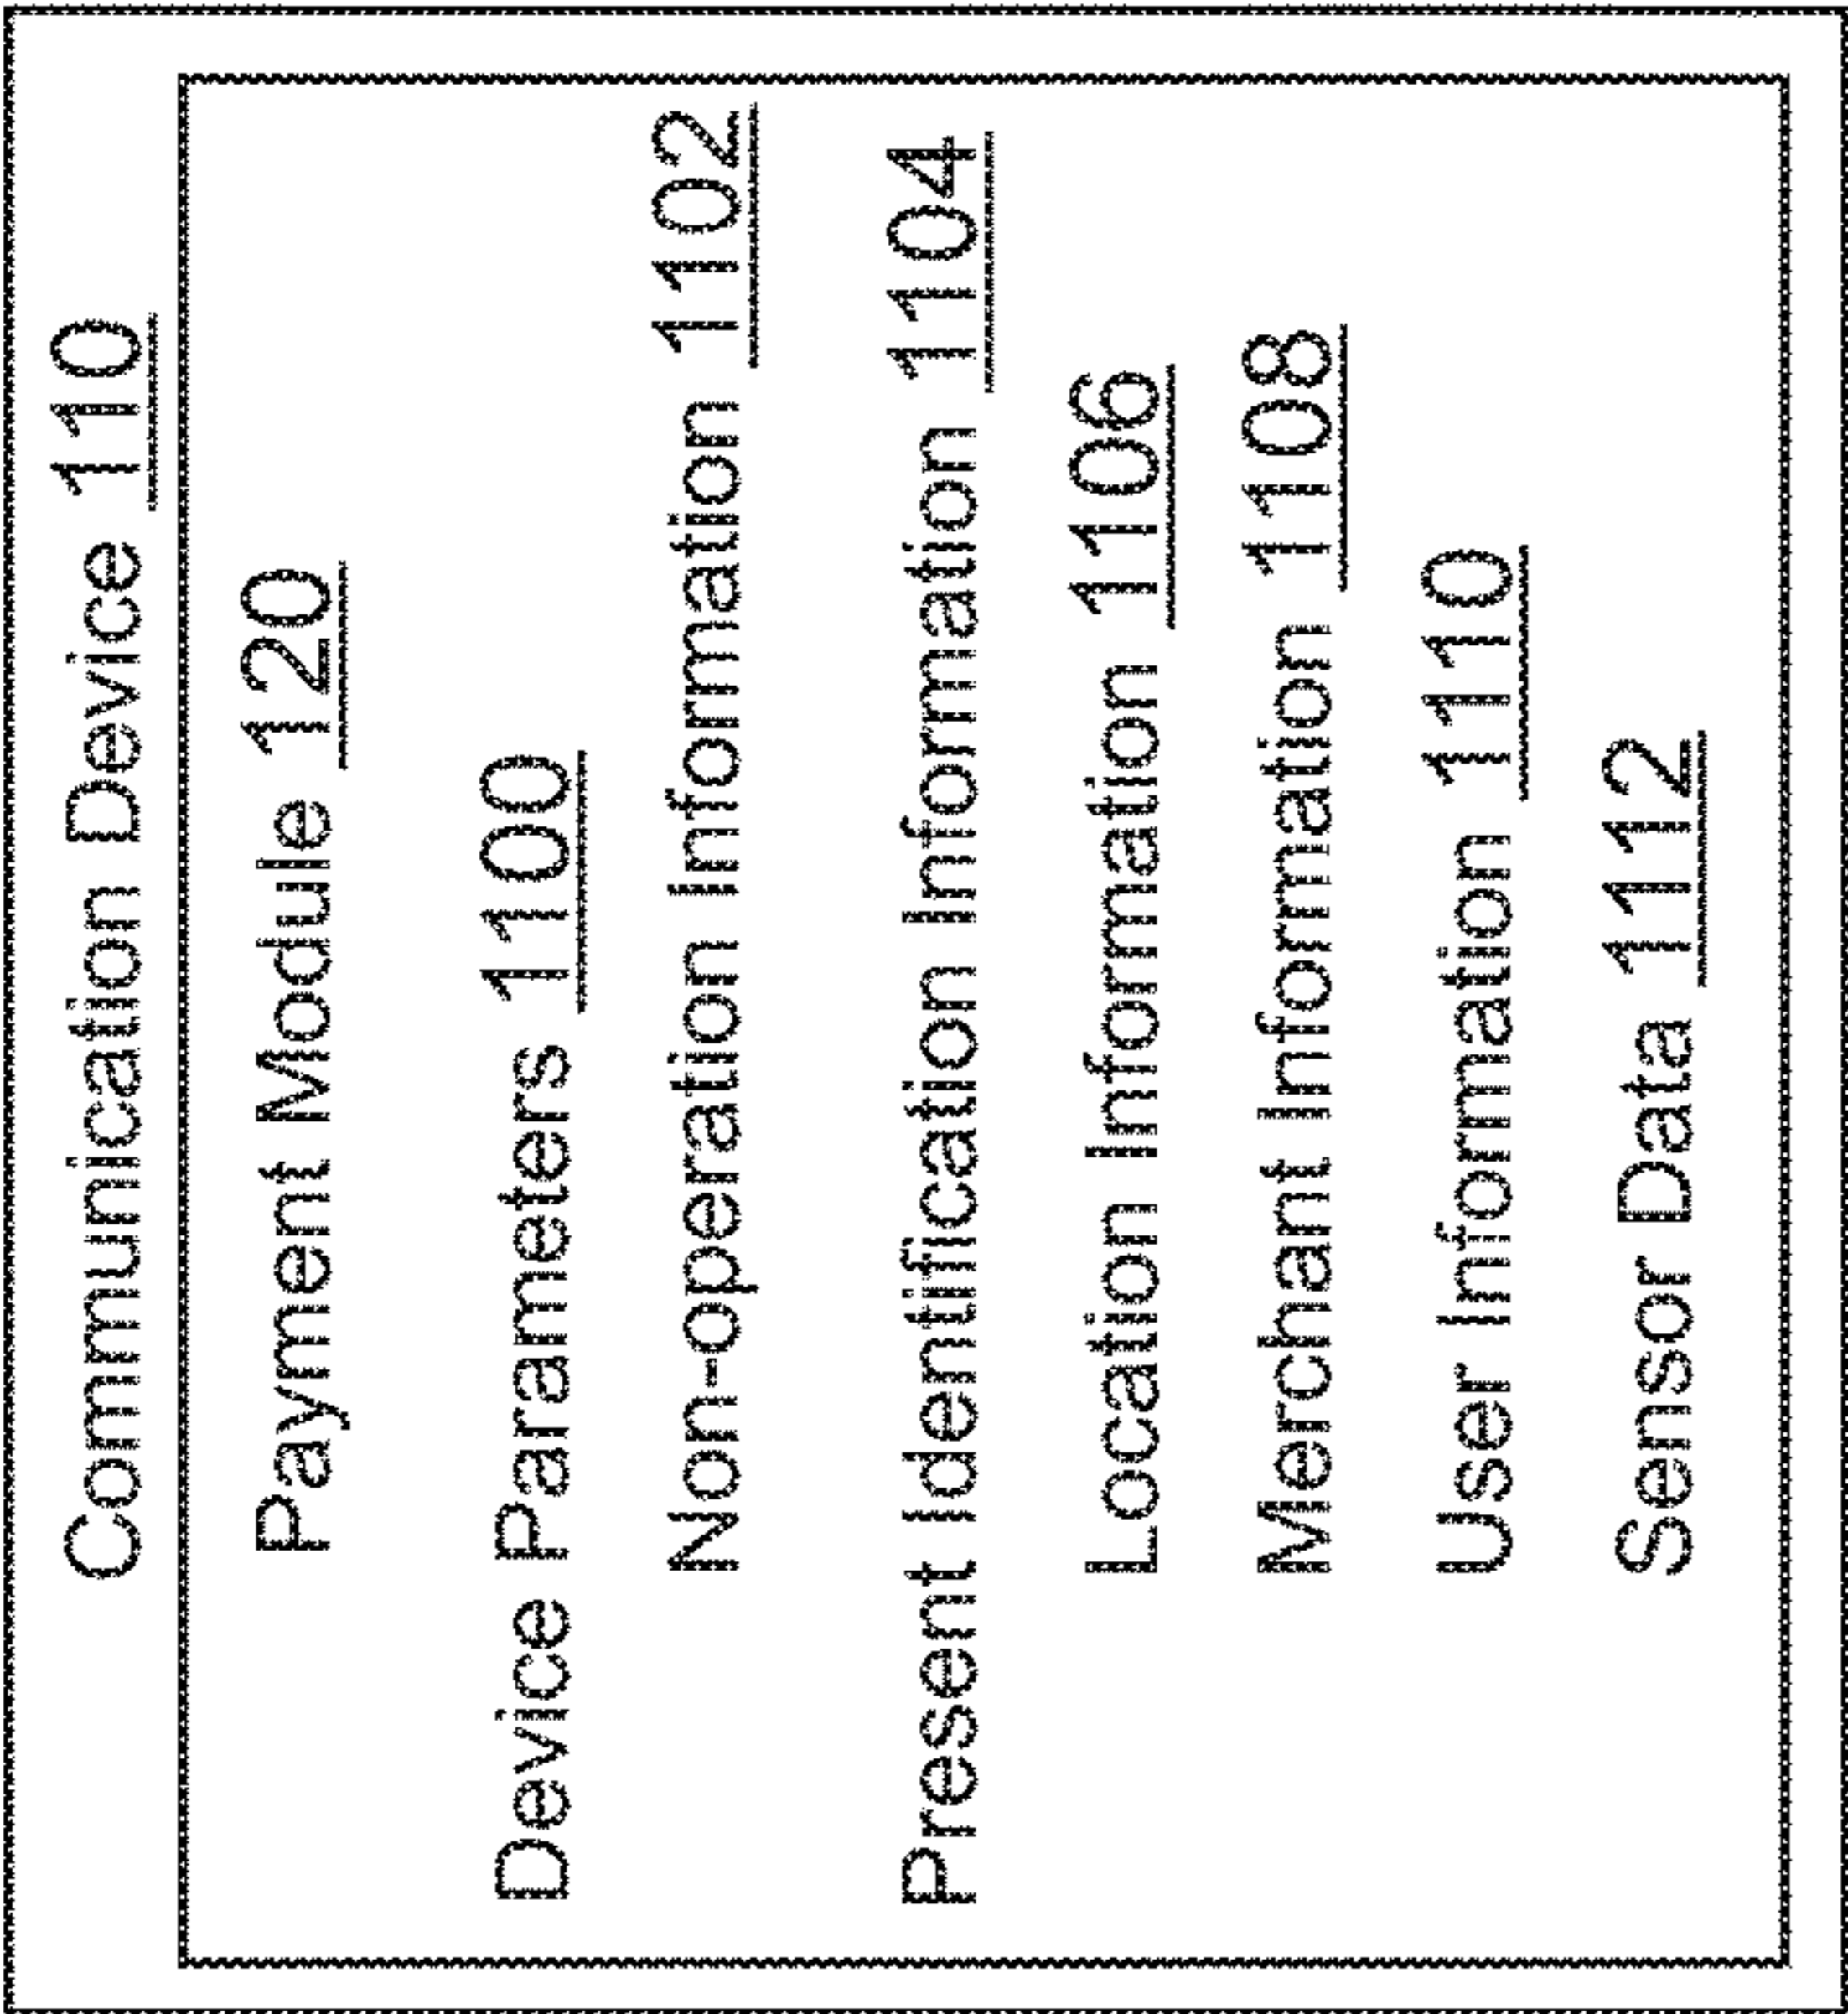 Communication Device 110
Payment Module 120
Device Parameters 1100
Non-operation Information 1102
Present Identification Information 1104
Location Information 1106
Merchant Information 1108
User Information 1110
Sensor Data 1112